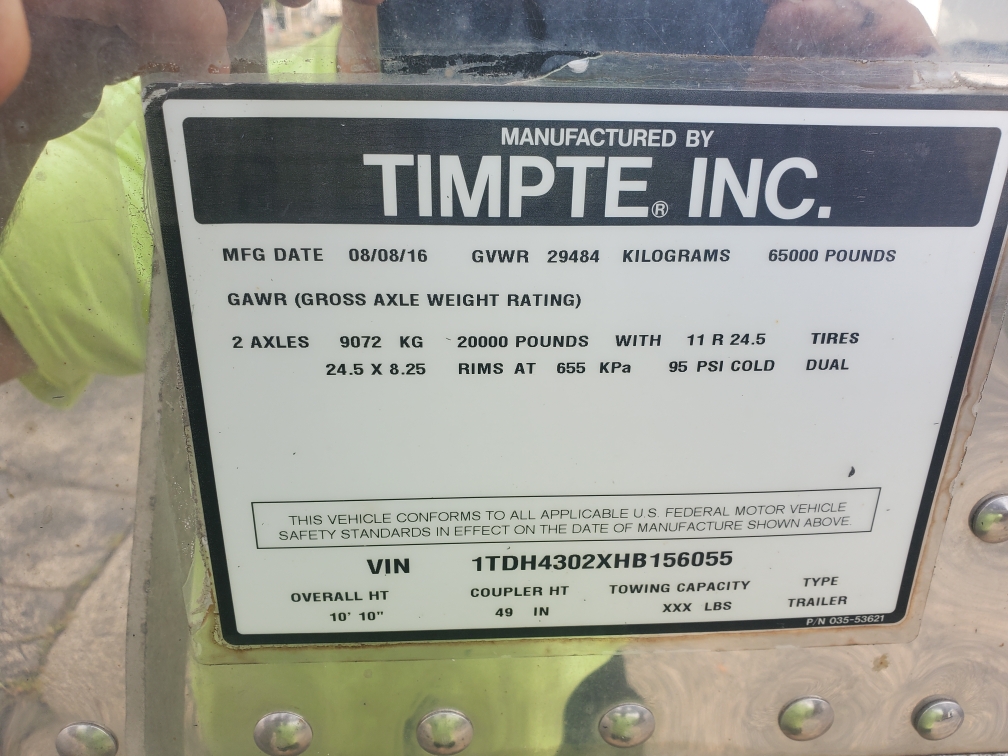 MANUFACTURED BY
TIMPTE® INC.
MFG DATE 08/08/16 GVWR 29484 KILOGRAMS 65000 POUNDS
GAWR (GROSS AXLE WEIGHT RATING)
2 AXLES 9072 KG 20000 POUNDS WITH 11 R 24.5 TIRES
24.5 X 8.25 RIMS AT 655 KPa 95 PSI COLD DUAL
THIS VEHICLE CONFORMS TO ALL APPLICABLE U.S. FEDERAL MOTOR VEHICLE
SAFETY STANDARDS IN EFFECT ON THE DATE OF MANUFACTURE SHOWN ABOVE.
VIN 1TDH4302XHB156055
OVERALL HT COUPLER HT TOWING CAPACITY TYPE
10' 10" 49 IN XXX LBS TRAILER
P/N 035-53621